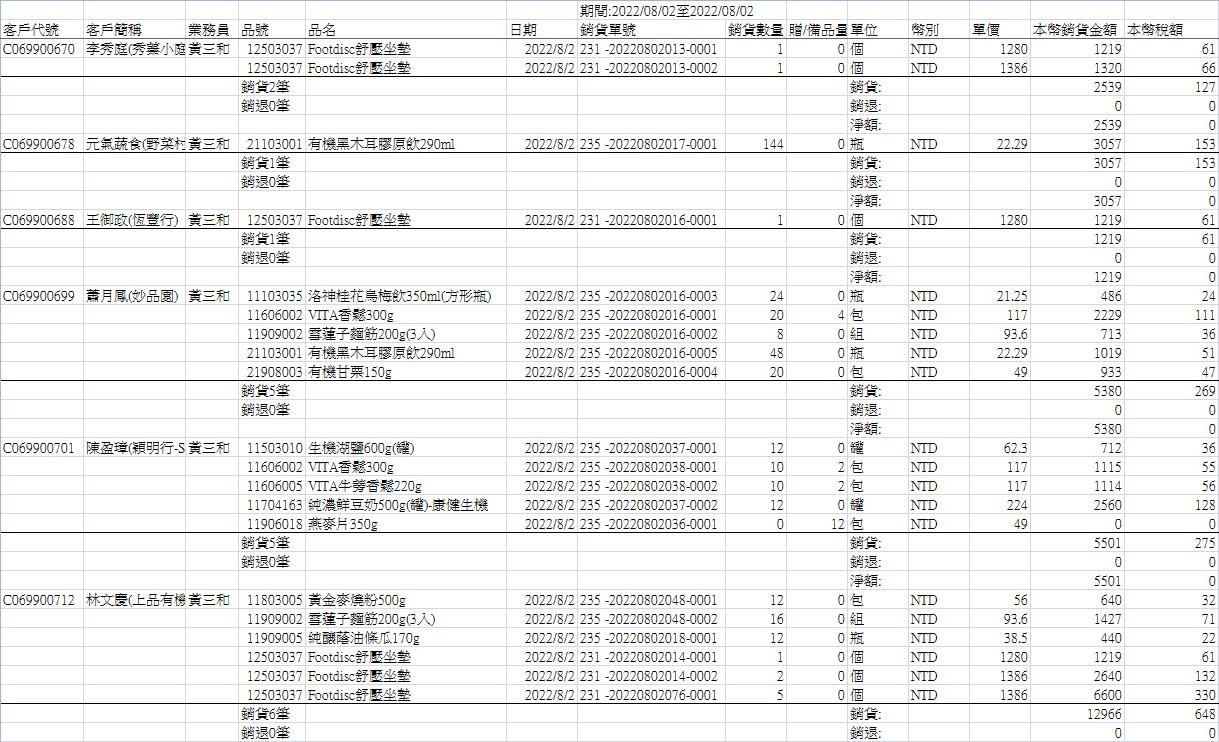 期間:2022/08/02至2022/08/02
客戶代號 客戶簡稱 業務員 品號 品名 日期 銷貨單號 銷貨數量 贈/備品量 單位 幣別 單價 本幣銷貨金額 本幣稅額
C069900670 李秀庭(秀葉小庭 黃三和 12503037 Footdisc舒壓坐墊 2022/8/2 231 -20220802013-0001 1 0 個 NTD 1280 1219 61
12503037 Footdisc舒壓坐墊 2022/8/2 231 -20220802013-0002 1 0 個 NTD 1386 1320 66
銷貨2筆 銷貨: 2539 127
銷退0筆 銷退: 0 0
淨額: 2539 0
C069900678 元氣蔬食(野菜村 黃三和 21103001 有機黑木耳膠原飲290ml 2022/8/2 235 -20220802017-0001 144 0 瓶 NTD 22.29 3057 153
銷貨1筆 銷貨: 3057 153
銷退0筆 銷退: 0 0
淨額: 3057 0
C069900688 王御政(恆豐行) 黃三和 12503037 Footdisc舒壓坐墊 2022/8/2 231 -20220802016-0001 1 0 個 NTD 1280 1219 61
銷貨1筆 銷貨: 1219 61
銷退0筆 銷退: 0 0
淨額: 1219 0
C069900699 蕭月鳳(妙品園) 黃三和 11103035 洛神桂花烏梅飲350ml(方形瓶) 2022/8/2 235 -20220802016-0003 24 0 瓶 NTD 21.25 486 24
11606002 VITA香鬆300g 2022/8/2 235 -20220802016-0001 20 4 包 NTD 117 2229 111
11909002 雪蓮子麵筋200g(3入) 2022/8/2 235 -20220802016-0002 8 0 組 NTD 93.6 713 36
21103001 有機黑木耳膠原飲290ml 2022/8/2 235 -20220802016-0005 48 0 瓶 NTD 22.29 1019 51
21908003 有機甘栗150g 2022/8/2 235 -20220802016-0004 20 0 包 NTD 49 933 47
銷貨5筆 銷貨: 5380 269
銷退0筆 銷退: 0 0
淨額: 5380 0
C069900701 陳盈璋(穎明行-S 黃三和 11503010 生機湖鹽600g(罐) 2022/8/2 235 -20220802037-0001 12 0 罐 NTD 62.3 712 36
11606002 VITA香鬆300g 2022/8/2 235 -20220802038-0001 10 2 包 NTD 117 1115 55
11606005 VITA牛蒡香鬆220g 2022/8/2 235 -20220802038-0002 10 2 包 NTD 117 1114 56
11704163 純濃鮮豆奶500g(罐)-康健生機 2022/8/2 235 -20220802037-0002 12 0 罐 NTD 224 2560 128
11906018 燕麥片350g 2022/8/2 235 -20220802036-0001 0 12 包 NTD 49 0 0
銷貨5筆 銷貨: 5501 275
銷退0筆 銷退: 0 0
淨額: 5501 0
C069900712 林文慶(上品有機 黃三和 11803005 黃金麥燒粉500g 2022/8/2 235 -20220802048-0001 12 0 包 NTD 56 640 32
11909002 雪蓮子麵筋200g(3入) 2022/8/2 235 -20220802048-0002 16 0 組 NTD 93.6 1427 71
11909005 純釀蔭油條瓜170g 2022/8/2 235 -20220802018-0001 12 0 瓶 NTD 38.5 440 22
12503037 Footdisc舒壓坐墊 2022/8/2 231 -20220802014-0001 1 0 個 NTD 1280 1219 61
12503037 Footdisc舒壓坐墊 2022/8/2 231 -20220802014-0002 2 0 個 NTD 1386 2640 132
12503037 Footdisc舒壓坐墊 2022/8/2 231 -20220802076-0001 5 0 個 NTD 1386 6600 330
銷貨6筆 銷貨: 12966 648
銷退0筆 銷退: 0 0